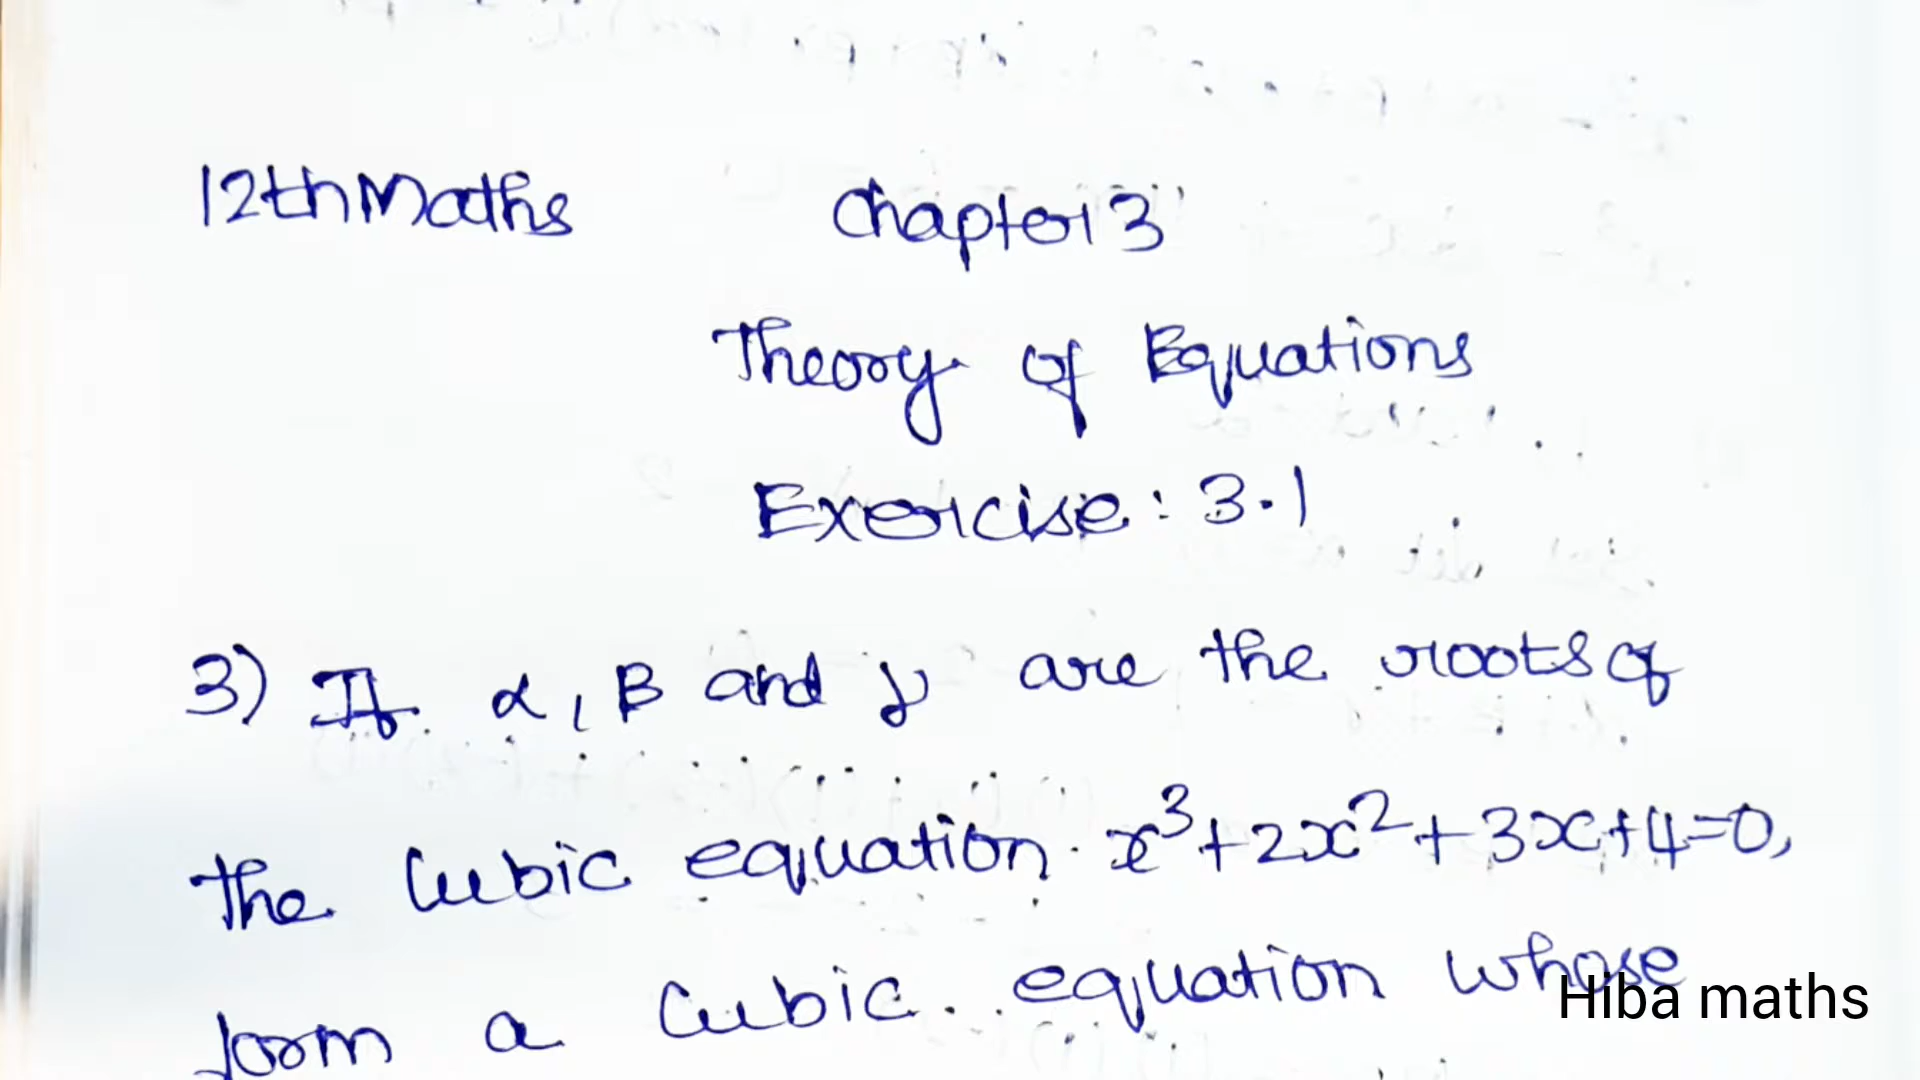 12th Maths Chapter 3
Theory of Equations
Exercise: 3.1
3) If α, β and γ are the roots of
the cubic equation x³+2x²+3x+4=0,
form a cubic equation whose
Hiba maths